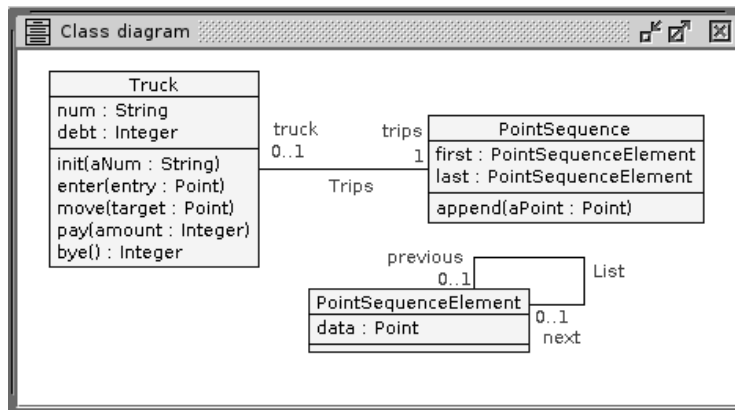 Class diagram
Truck
num : String
debt : Integer
init(aNum : String)
enter(entry : Point)
move(target : Point)
pay(amount : Integer)
bye() : Integer
truck
0..1
Trips
trips
1
PointSequence
first : PointSequenceElement
last : PointSequenceElement
append(aPoint : Point)
previous
0..1
List
PointSequenceElement
data : Point
0..1
next